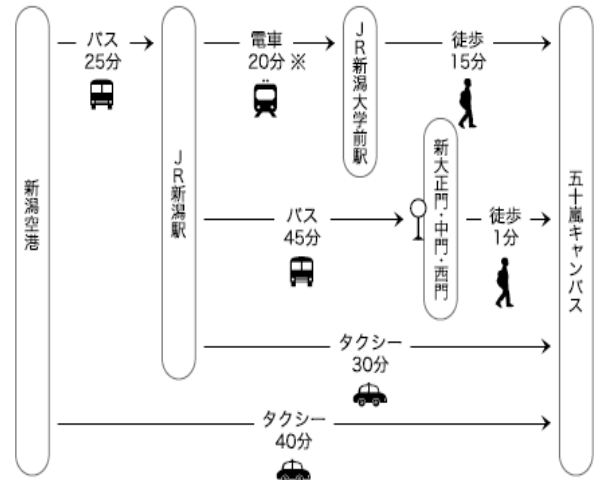 新潟空港
バス
25分
JR新潟駅
電車
20分 ※
JR新潟大学前駅
徒歩
15分
バス
45分
新大正門・中門・西門
徒歩
1分
タクシー
30分
タクシー
40分
五十嵐キャンパス